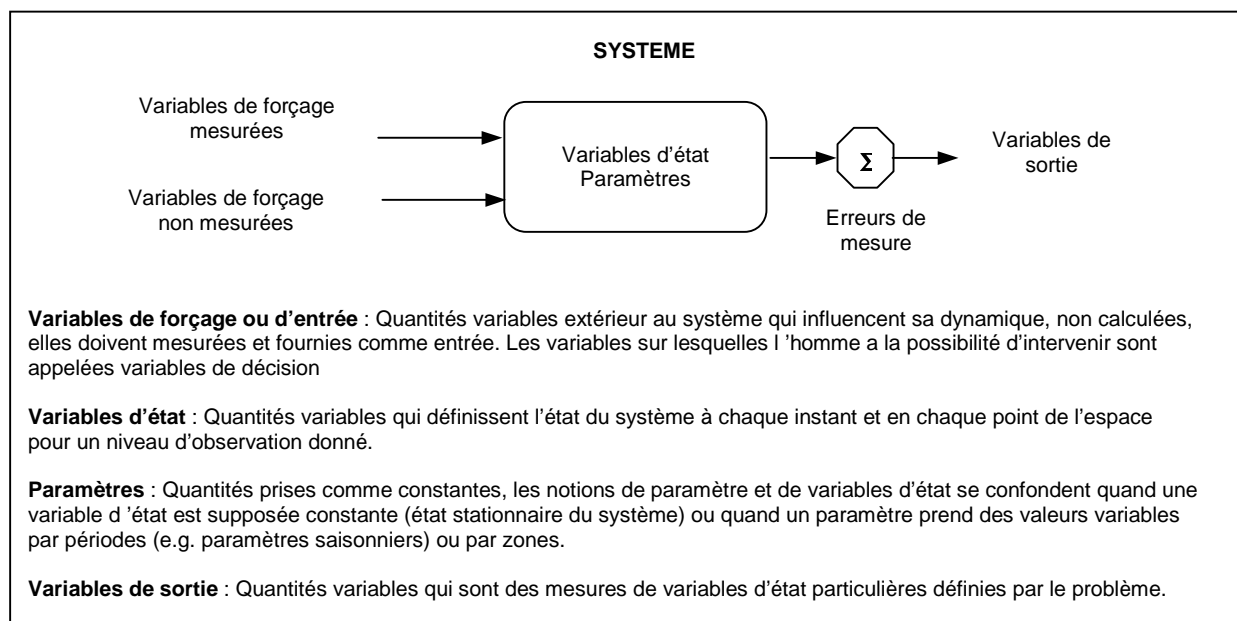 SYSTEME
Variables de forçage
mesurées
Variables de forçage
non mesurées
Variables d’état
Paramètres
Σ
Erreurs de
mesure
Variables de
sortie
Variables de forçage ou d’entrée : Quantités variables extérieur au système qui influencent sa dynamique, non calculées,
elles doivent mesurées et fournies comme entrée. Les variables sur lesquelles l ’homme a la possibilité d’intervenir sont
appelées variables de décision
Variables d’état : Quantités variables qui définissent l’état du système à chaque instant et en chaque point de l’espace
pour un niveau d’observation donné.
Paramètres : Quantités prises comme constantes, les notions de paramètre et de variables d’état se confondent quand une
variable d ’état est supposée constante (état stationnaire du système) ou quand un paramètre prend des valeurs variables
par périodes (e.g. paramètres saisonniers) ou par zones.
Variables de sortie : Quantités variables qui sont des mesures de variables d’état particulières définies par le problème.